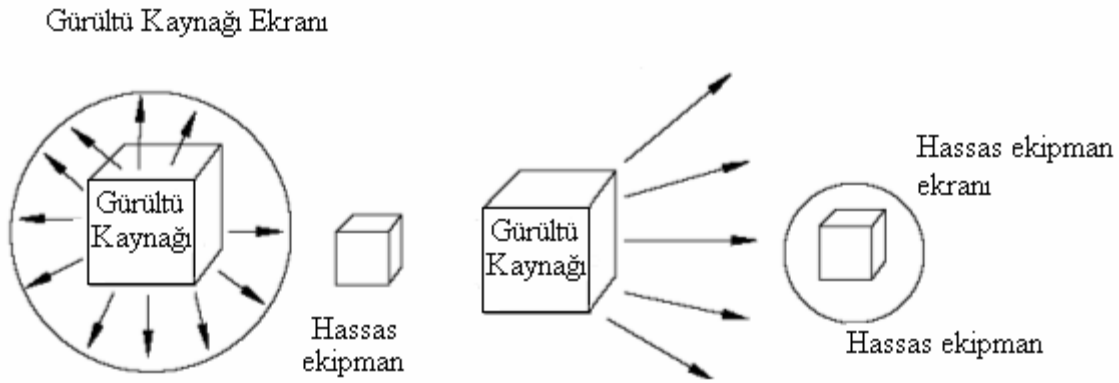 Gürültü Kaynağı Ekranı
Gürültü
Kaynağı
Hassas
ekipman
Gürültü
Kaynağı
Hassas ekipman
ekranı
Hassas ekipman